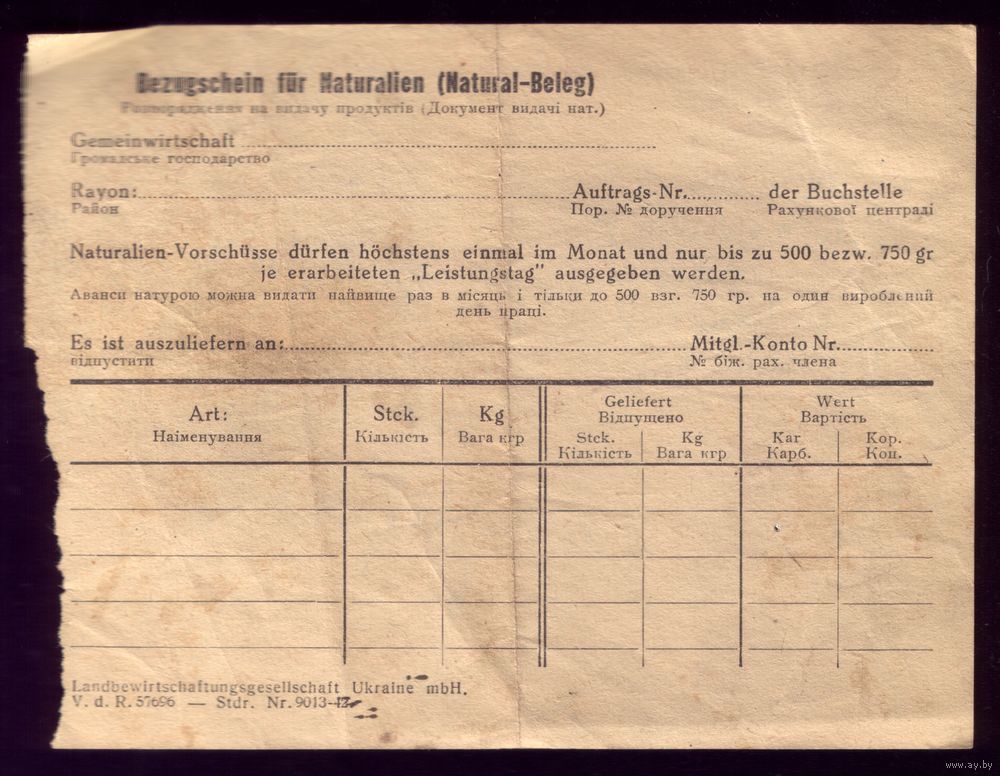 Bezugschein für Naturalien (Natural-Beleg)
Розпорядження на видачу продуктів (Документ видачі нат.)
Gemeinwirtschaft
Громадське господарство
Rayon: Auftrags-Nr. der Buchstelle
Район Пор. № доручення Рахункової централі
Naturalien-Vorschüsse dürfen höchstens einmal im Monat und nur bis zu 500 bezw. 750 gr
je erarbeiteten „Leistungstag" ausgegeben werden.
Аванси натурою можна видати найвище раз в місяць і тільки до 500 взг. 750 гр. на один вироблений
день праці.
Es ist auszuliefern an: Mitgl.-Konto Nr.
відпустити № біж. рах. члена
Art: Stck. Kg Geliefert Wert
Відпущено Вартість
Наіменування Кількість Вага кгр Stck. Kg Kar Kop.
Кількість Вага кгр Карб. Коп.
Landbewirtschaftungsgesellschaft Ukraine mbH.
V. d. R. 57696 — Stdr. Nr. 9013-42
www.ay.by